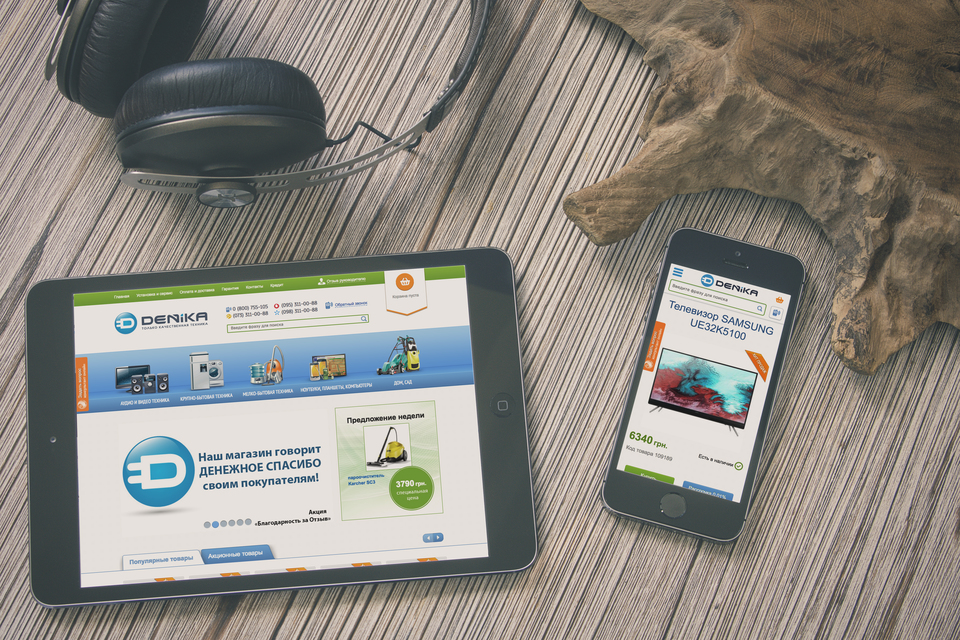 Главная Установка и сервис Оплата и доставка Гарантия Контакты Кредит Отдел
0 (800) 755-105 (095) 311-00-88 Обратный звонок
(073) 311-00-88 (098) 311-00-88
Корзина пуста
DENiKA
ТОЛЬКО КАЧЕСТВЕННАЯ ТЕХНИКА
Введите фразу для поиска
АУДИО И ВИДЕО ТЕХНИКА КРУПНО-БЫТОВАЯ ТЕХНИКА МЕЛКО-БЫТОВАЯ ТЕХНИКА НОУТБУКИ, ПЛАНШЕТЫ, КОМПЬЮТЕРЫ ДОМ, САД
Наш магазин говорит
ДЕНЕЖНОЕ СПАСИБО
своим покупателям!
Акция
«Благодарность за Отзыв»
Предложение недели
пароочиститель
Karcher SC3
3790 грн.
специальная
цена
Популярные товары Акционные товары
DENiKA
Введите фразу для поиска
Телевизор SAMSUNG
UE32K5100
6340 грн.
Код товара: 109189
Есть в наличии